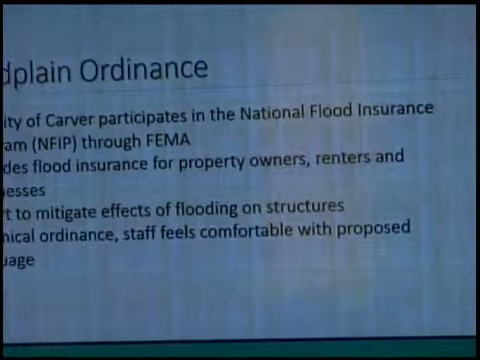 dplain Ordinance
ity of Carver participates in the National Flood Insurance
am (NFIP) through FEMA
des flood insurance for property owners, renters and
esses
t to mitigate effects of flooding on structures
nical ordinance, staff feels comfortable with proposed
uage